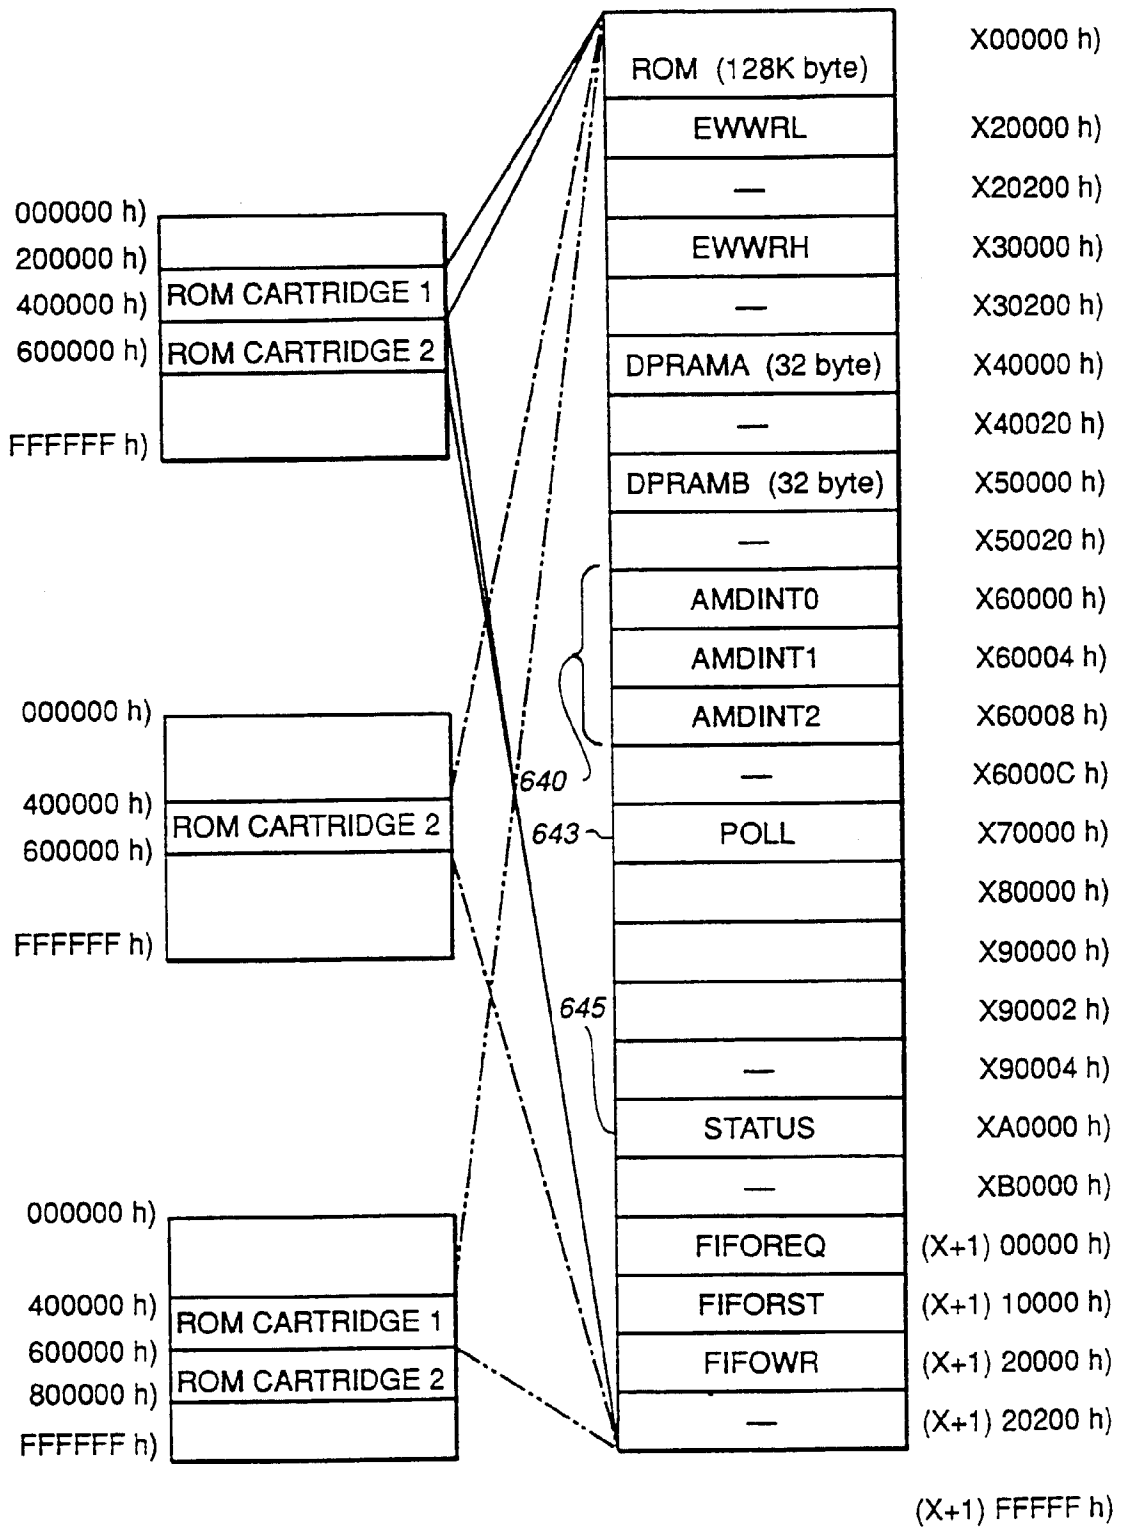 000000 h)
200000 h)
400000 h)
600000 h)
FFFFFF h)
ROM CARTRIDGE 1
ROM CARTRIDGE 2
000000 h)
400000 h)
600000 h)
FFFFFF h)
ROM CARTRIDGE 2
000000 h)
400000 h)
600000 h)
800000 h)
FFFFFF h)
ROM CARTRIDGE 1
ROM CARTRIDGE 2
640
643
645
ROM (128K byte) X00000 h)
EWWRL X20000 h)
— X20200 h)
EWWRH X30000 h)
— X30200 h)
DPRAMA (32 byte) X40000 h)
— X40020 h)
DPRAMB (32 byte) X50000 h)
— X50020 h)
AMDINT0 X60000 h)
AMDINT1 X60004 h)
AMDINT2 X60008 h)
— X6000C h)
POLL X70000 h)
X80000 h)
X90000 h)
X90002 h)
— X90004 h)
STATUS XA0000 h)
— XB0000 h)
FIFOREQ (X+1) 00000 h)
FIFORST (X+1) 10000 h)
FIFOWR (X+1) 20000 h)
— (X+1) 20200 h)
(X+1) FFFFF h)